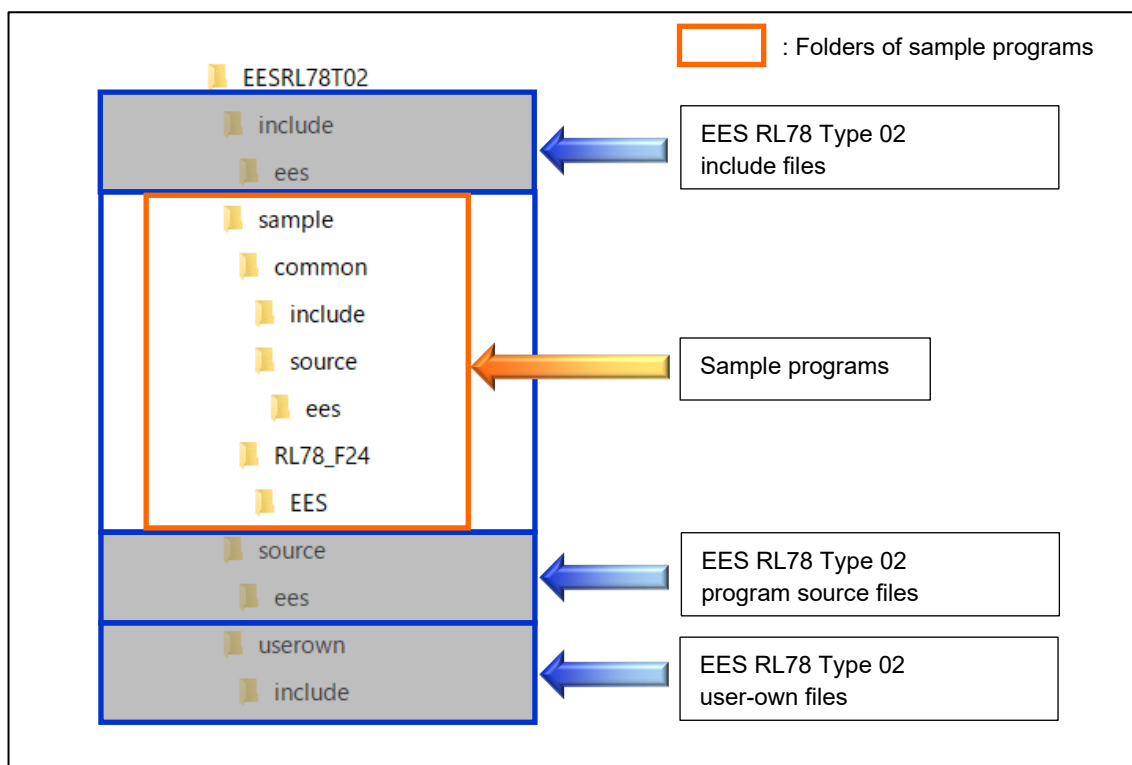 : Folders of sample programs
EESRL78T02
include
ees
EES RL78 Type 02
include files
sample
common
include
source
ees
RL78_F24
EES
Sample programs
source
ees
EES RL78 Type 02
program source files
userown
include
EES RL78 Type 02
user-own files